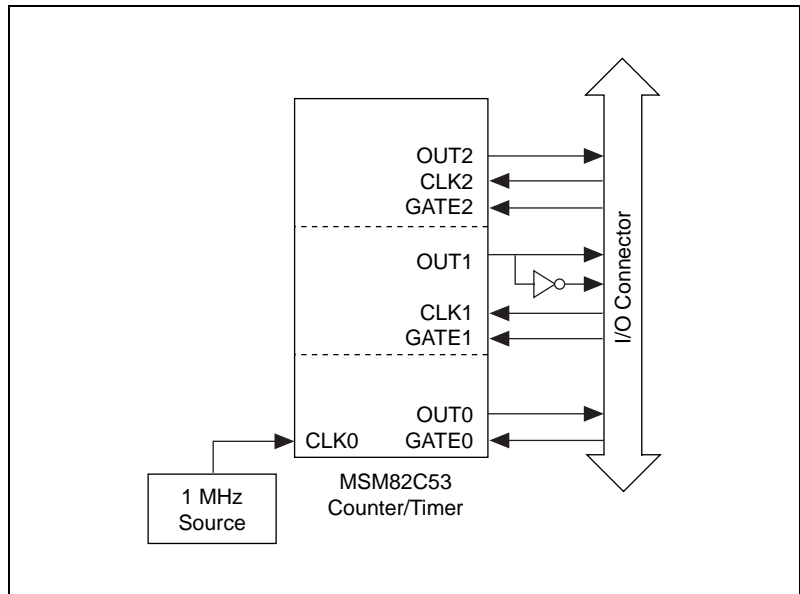 OUT2
CLK2
GATE2
OUT1
CLK1
GATE1
OUT0
CLK0 GATE0
I/O Connector
MSM82C53
Counter/Timer
1 MHz
Source